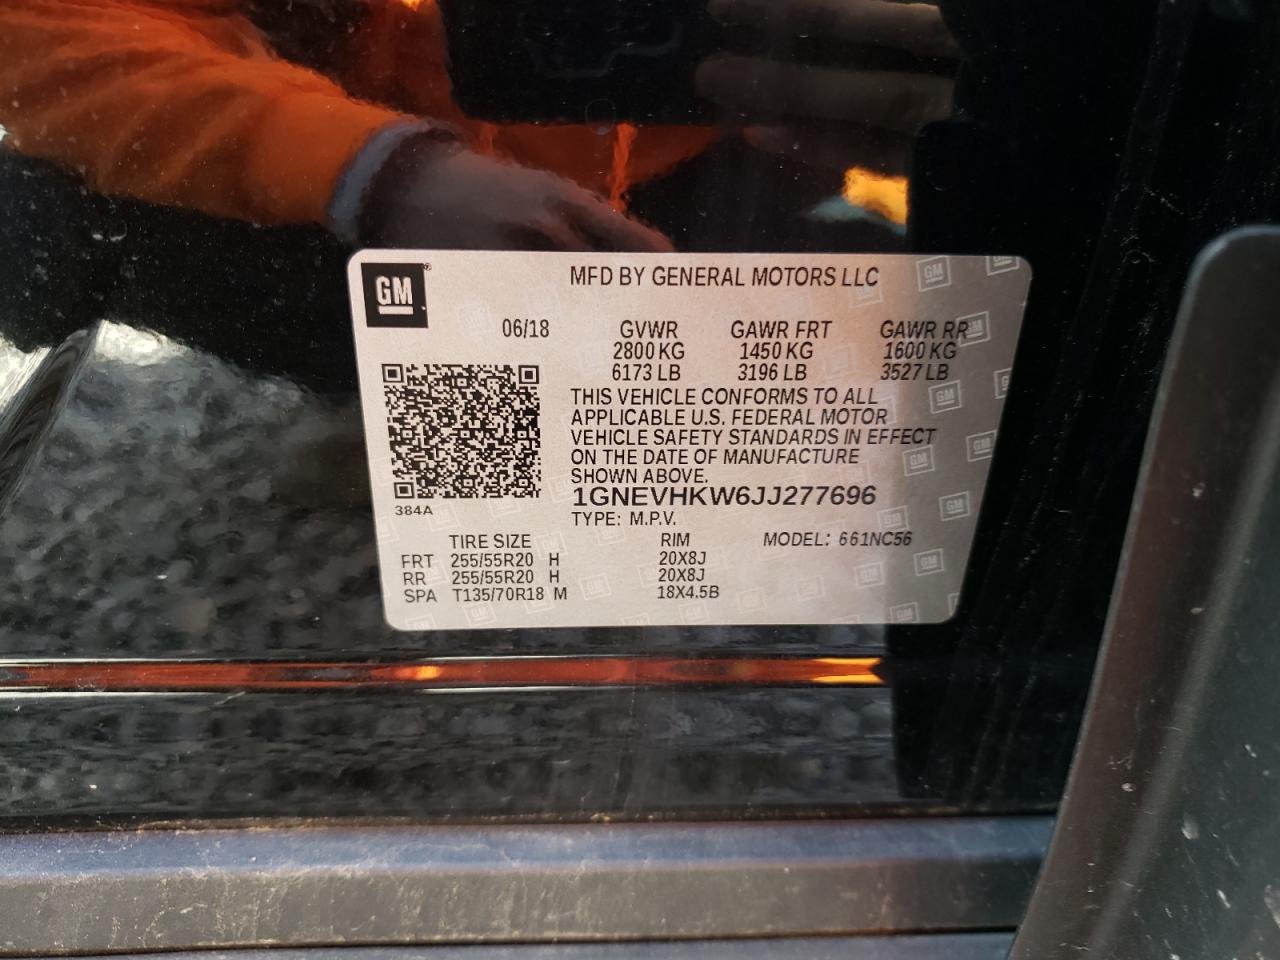 GM
MFD BY GENERAL MOTORS LLC
06/18 GVWR GAWR FRT GAWR RR
2800 KG 1450 KG 1600 KG
6173 LB 3196 LB 3527 LB
THIS VEHICLE CONFORMS TO ALL
APPLICABLE U.S. FEDERAL MOTOR
VEHICLE SAFETY STANDARDS IN EFFECT
ON THE DATE OF MANUFACTURE
SHOWN ABOVE.
1GNEVHKW6JJ277696
384A
TYPE: M.P.V.
TIRE SIZE RIM MODEL: 661NC56
FRT 255/55R20 H 20X8J
RR 255/55R20 H 20X8J
SPA T135/70R18 M 18X4.5B